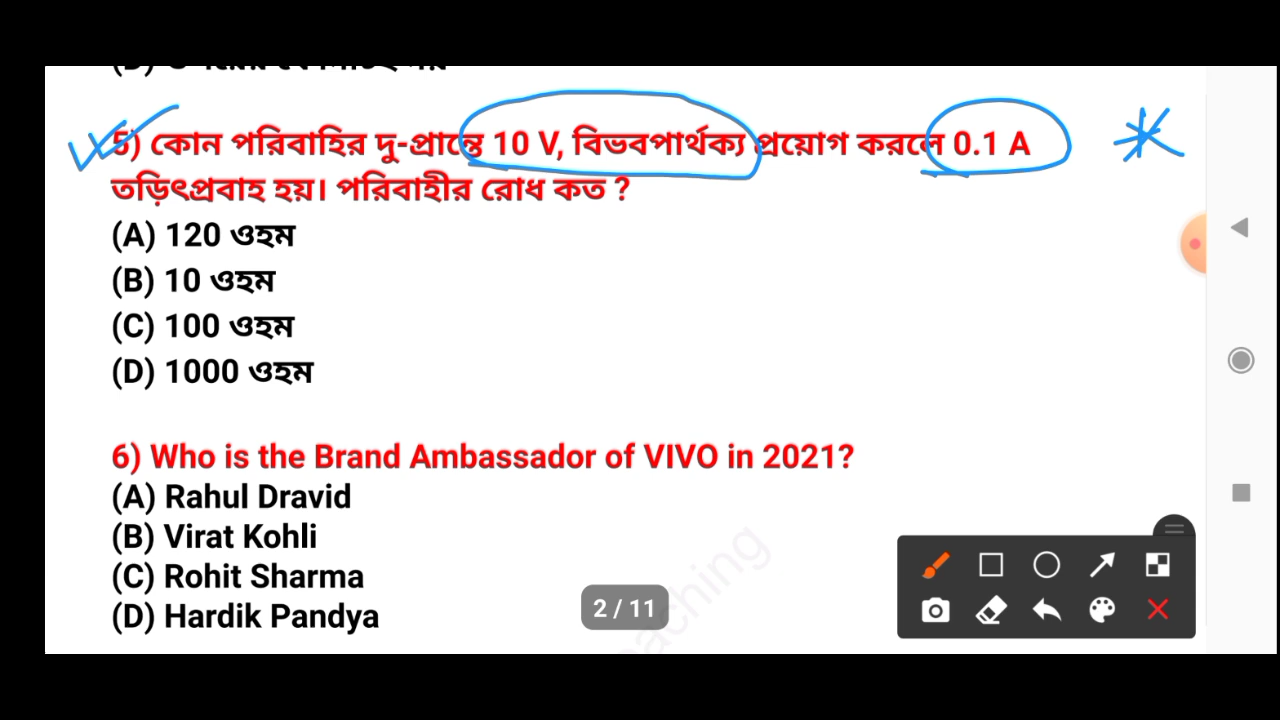 5) কোন পরিবাহির দু-প্রান্তে 10 V, বিভবপার্থক্য প্রয়োগ করলে 0.1 A
তড়িৎপ্রবাহ হয়। পরিবাহীর রোধ কত ?
(A) 120 ওহম
(B) 10 ওহম
(C) 100 ওহম
(D) 1000 ওহম
6) Who is the Brand Ambassador of VIVO in 2021?
(A) Rahul Dravid
(B) Virat Kohli
(C) Rohit Sharma
(D) Hardik Pandya
2 / 11